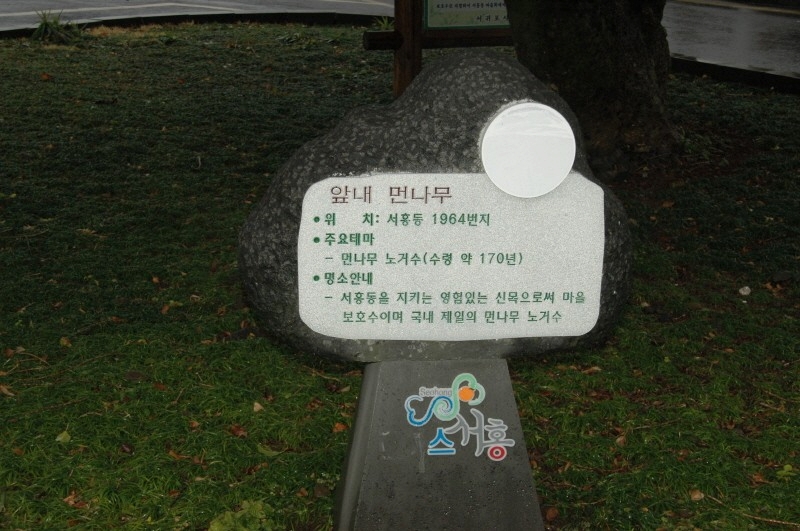 앞내 먼나무
• 위 치: 서홍동 1964번지
• 주요테마
- 먼나무 노거수(수령 약 170년)
• 명소안내
- 서홍동을 지키는 영험있는 신목으로써 마을
보호수이며 국내 제일의 먼나무 노거수
서홍